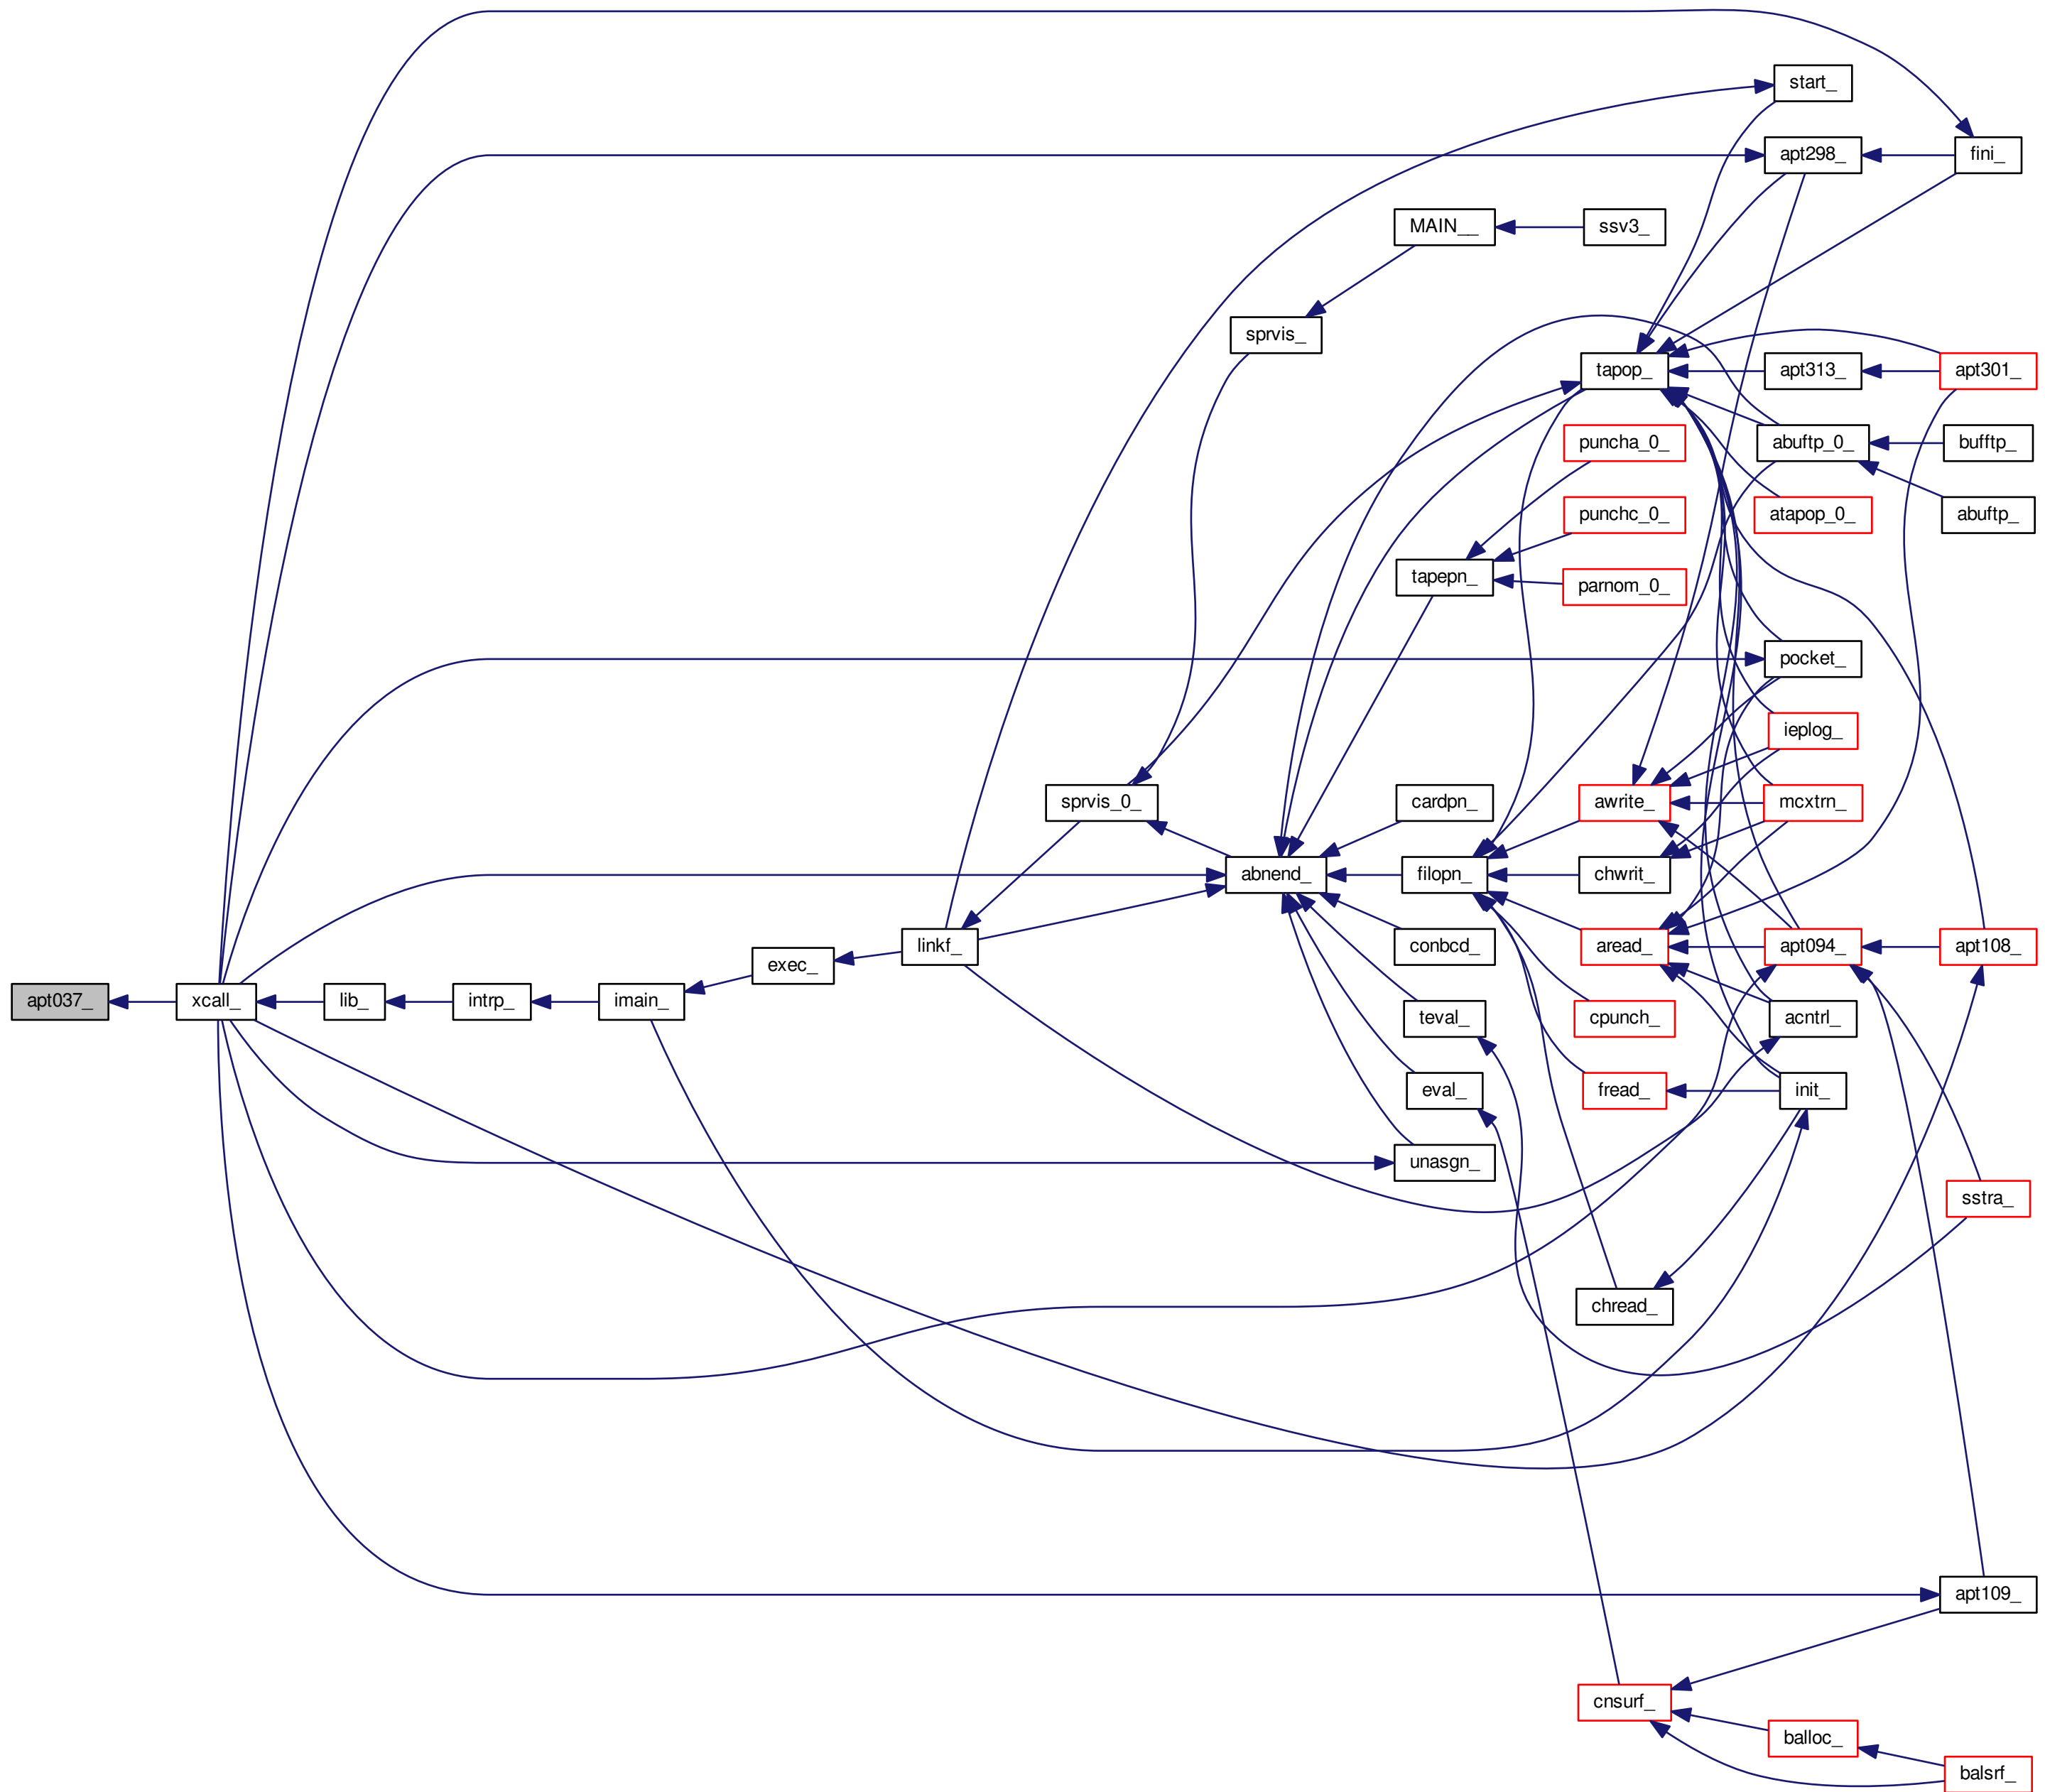 start_
apt298_
fini_
MAIN__
ssv3_
sprvis_
tapop_
apt313_
apt301_
puncha_0_
abuftp_0_
bufftp_
punchc_0_
atapop_0_
abuftp_
tapepn_
parnom_0_
pocket_
ieplog_
sprvis_0_
cardpn_
awrite_
mcxtrn_
abnend_
filopn_
chwrit_
linkf_
conbcd_
aread_
apt094_
apt108_
exec_
apt037_
xcall_
lib_
intrp_
imain_
teval_
cpunch_
acntrl_
eval_
fread_
init_
unasgn_
sstra_
chread_
apt109_
cnsurf_
balloc_
balsrf_